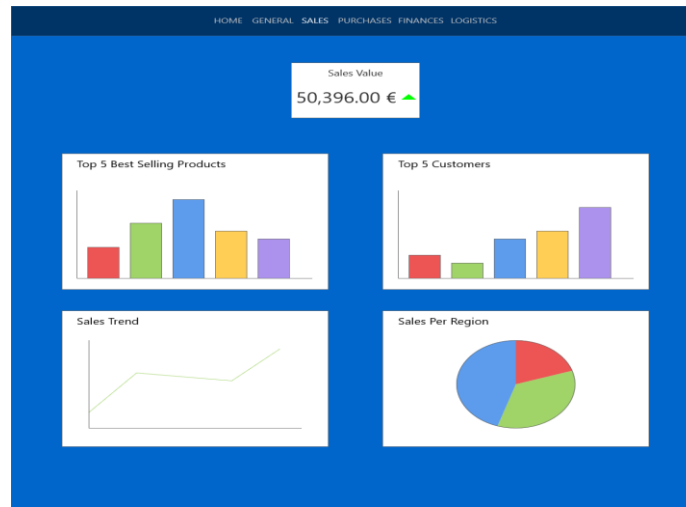 HOME GENERAL SALES PURCHASES FINANCES LOGISTICS
Sales Value
50,396.00 €
Top 5 Best Selling Products
Top 5 Customers
Sales Trend
Sales Per Region